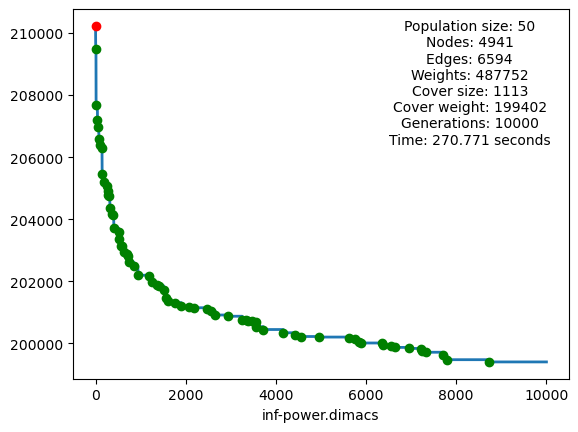 Population size: 50
Nodes: 4941
Edges: 6594
Weights: 487752
Cover size: 1113
Cover weight: 199402
Generations: 10000
Time: 270.771 seconds
210000
208000
206000
204000
202000
200000
0 2000 4000 6000 8000 10000
inf-power.dimacs